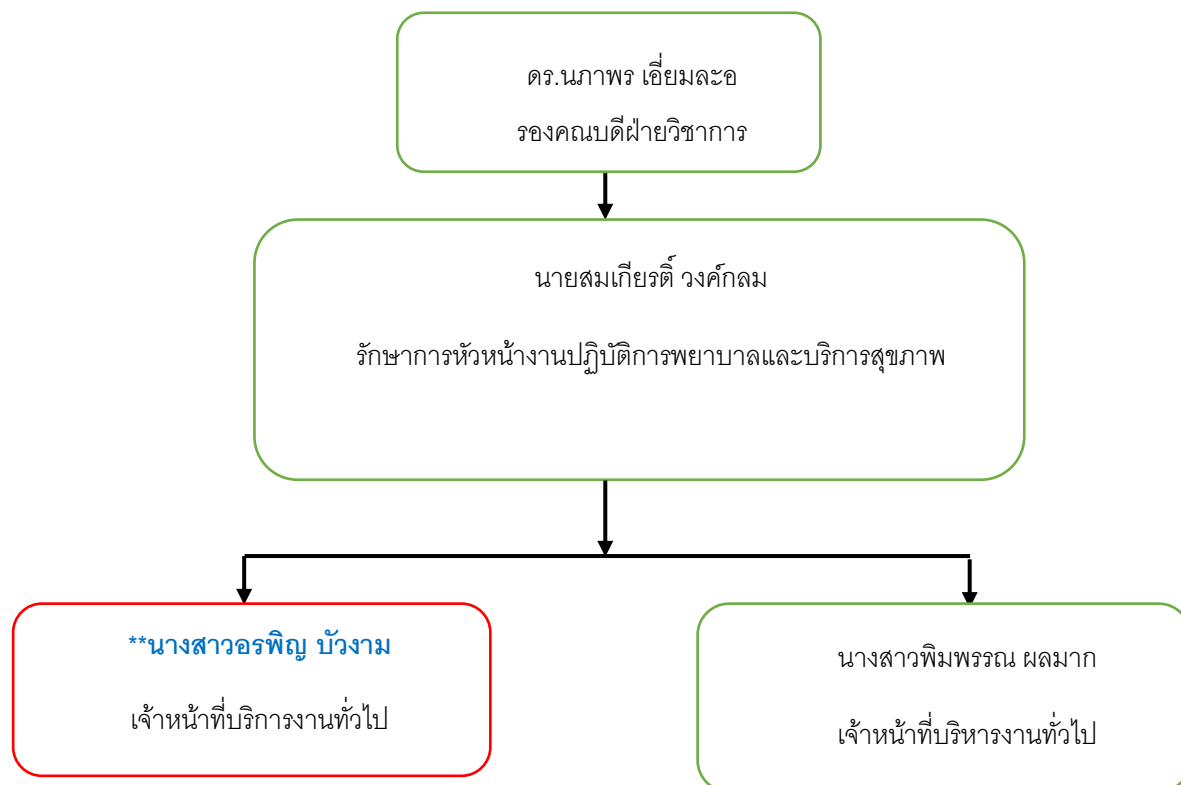 ดร.นภาพร เอี่ยมละอ
รองคณบดีฝ่ายวิชาการ
นายสมเกียรติ์ วงค์กลม
รักษาการหัวหน้างานปฏิบัติการพยาบาลและบริการสุขภาพ
**นางสาวอรพิญ บัวงาม
เจ้าหน้าที่บริการงานทั่วไป
นางสาวพิมพรรณ ผลมาก
เจ้าหน้าที่บริหารงานทั่วไป